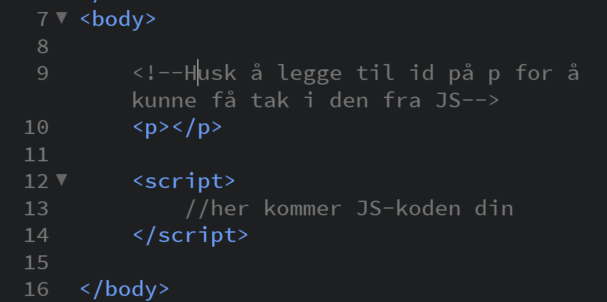 7 <body>
8
9 <!--Husk å legge til id på p for å
kunne få tak i den fra JS-->
10 <p></p>
11
12 <script>
13 //her kommer JS-koden din
14 </script>
15
16 </body>